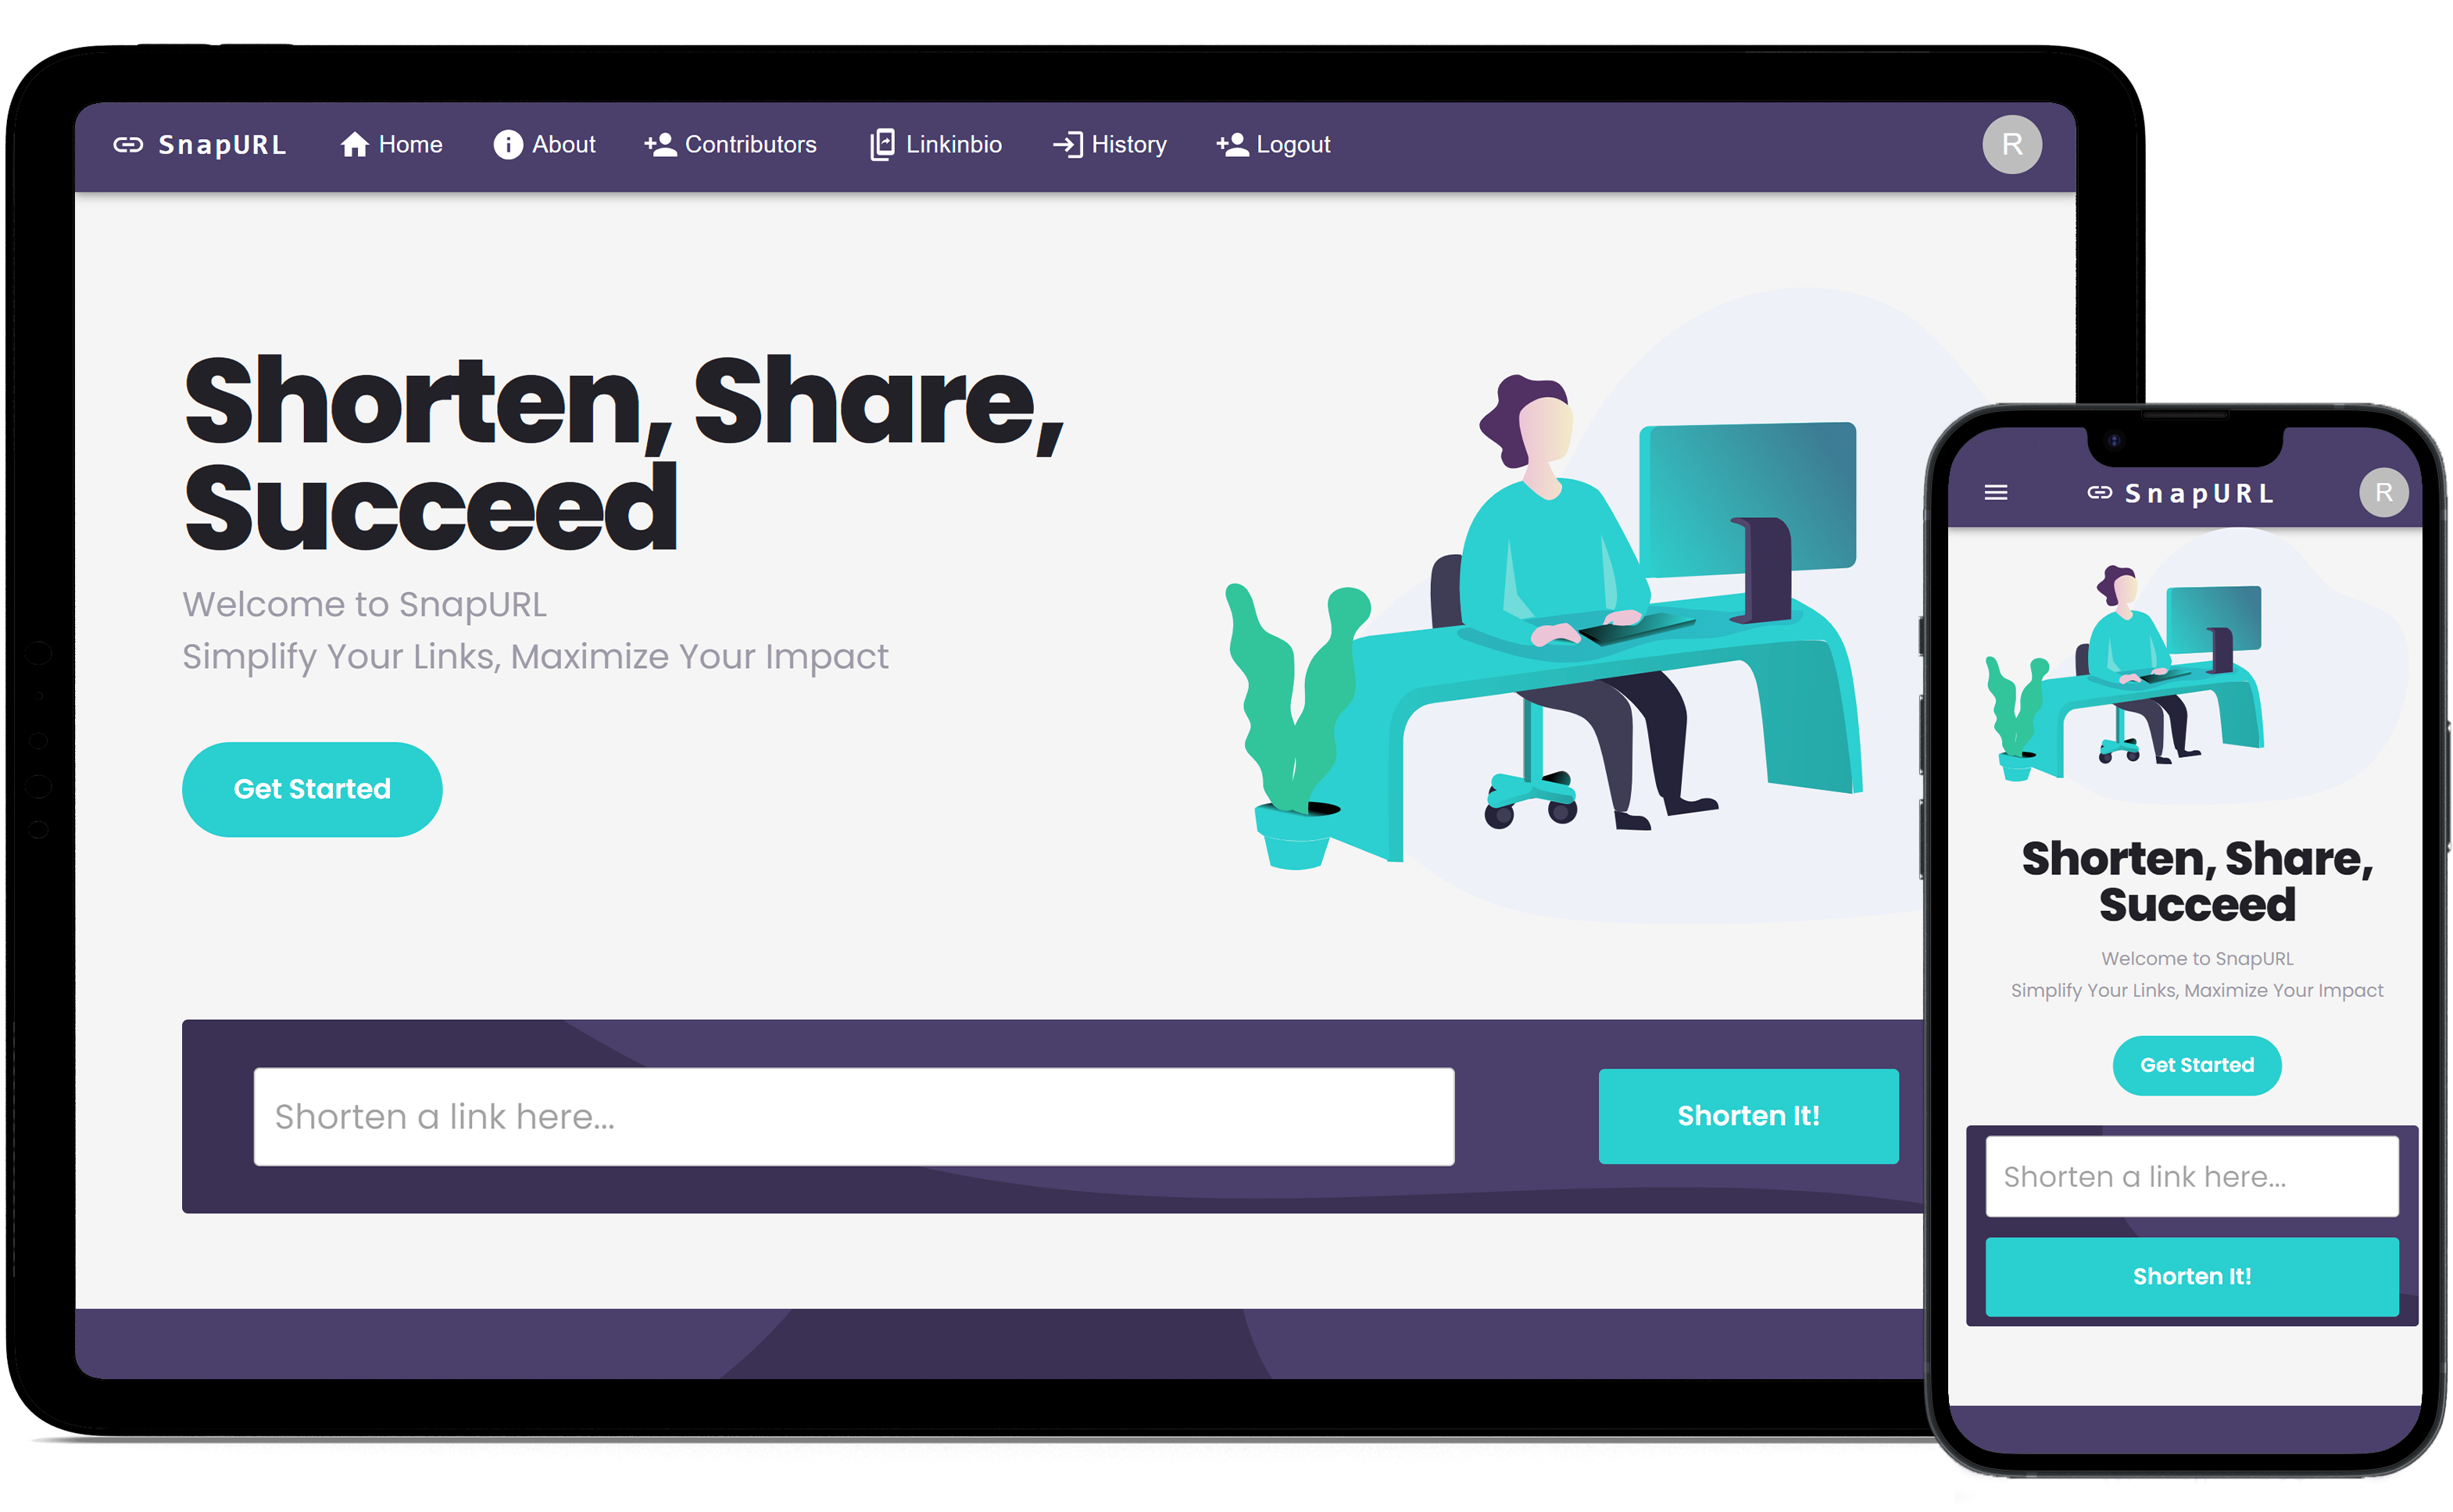 SnapURL Home About Contributors Linkinbio History Logout R
Shorten, Share,
Succeed
Welcome to SnapURL
Simplify Your Links, Maximize Your Impact
Get Started
Shorten a link here... Shorten It!
SnapURL R
Shorten, Share,
Succeed
Welcome to SnapURL
Simplify Your Links, Maximize Your Impact
Get Started
Shorten a link here...
Shorten It!